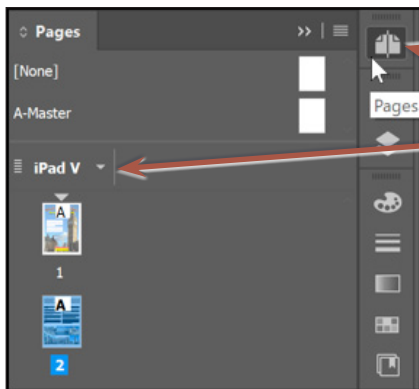 Pages
[None]
A-Master
Pages
iPad V
A
1
A
2